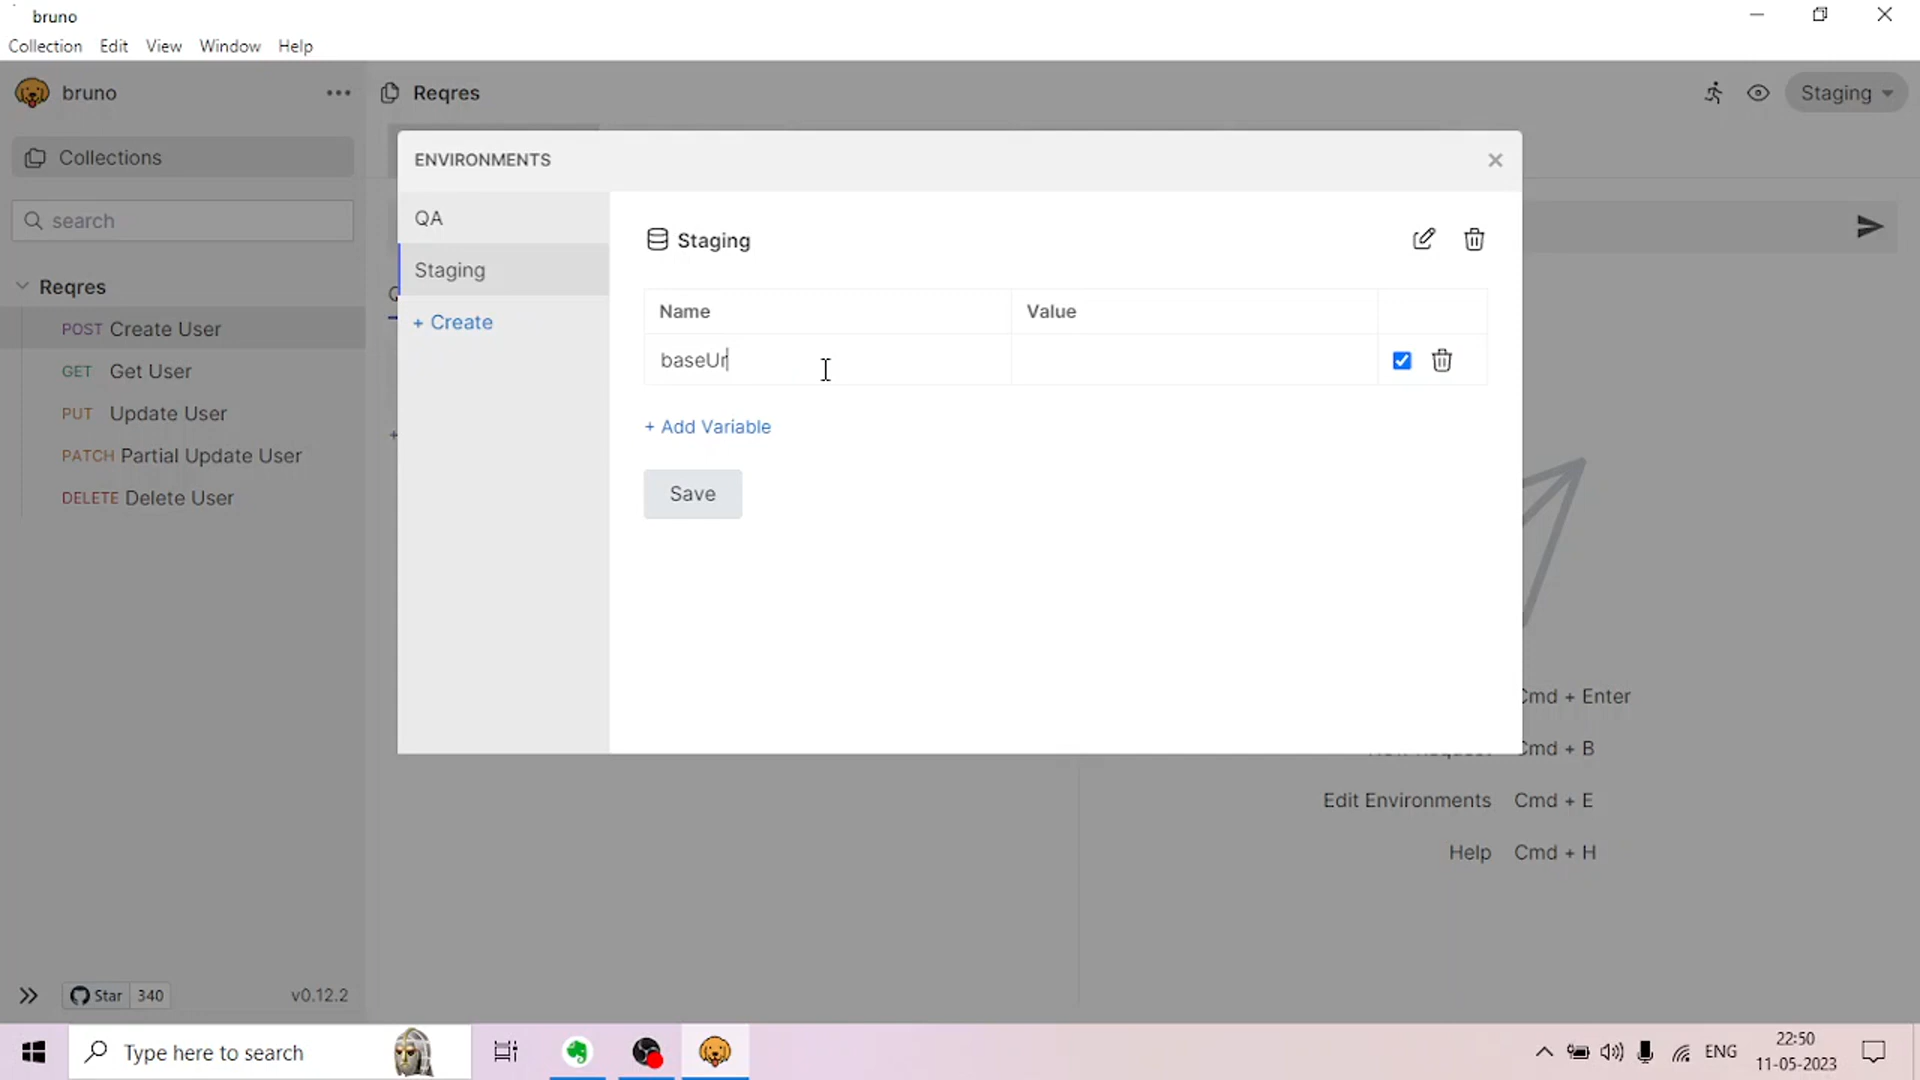 bruno
Collection Edit View Window Help
bruno
Reqres
Staging
Collections
ENVIRONMENTS
search
QA
Staging
+ Create
Staging
Name Value
baseUr
+ Add Variable
Save
Reqres
POST Create User
GET Get User
PUT Update User
PATCH Partial Update User
DELETE Delete User
Cmd + Enter
Cmd + B
Edit Environments Cmd + E
Help Cmd + H
Star 340 v0.12.2
Type here to search
ENG
22:50
11-05-2023